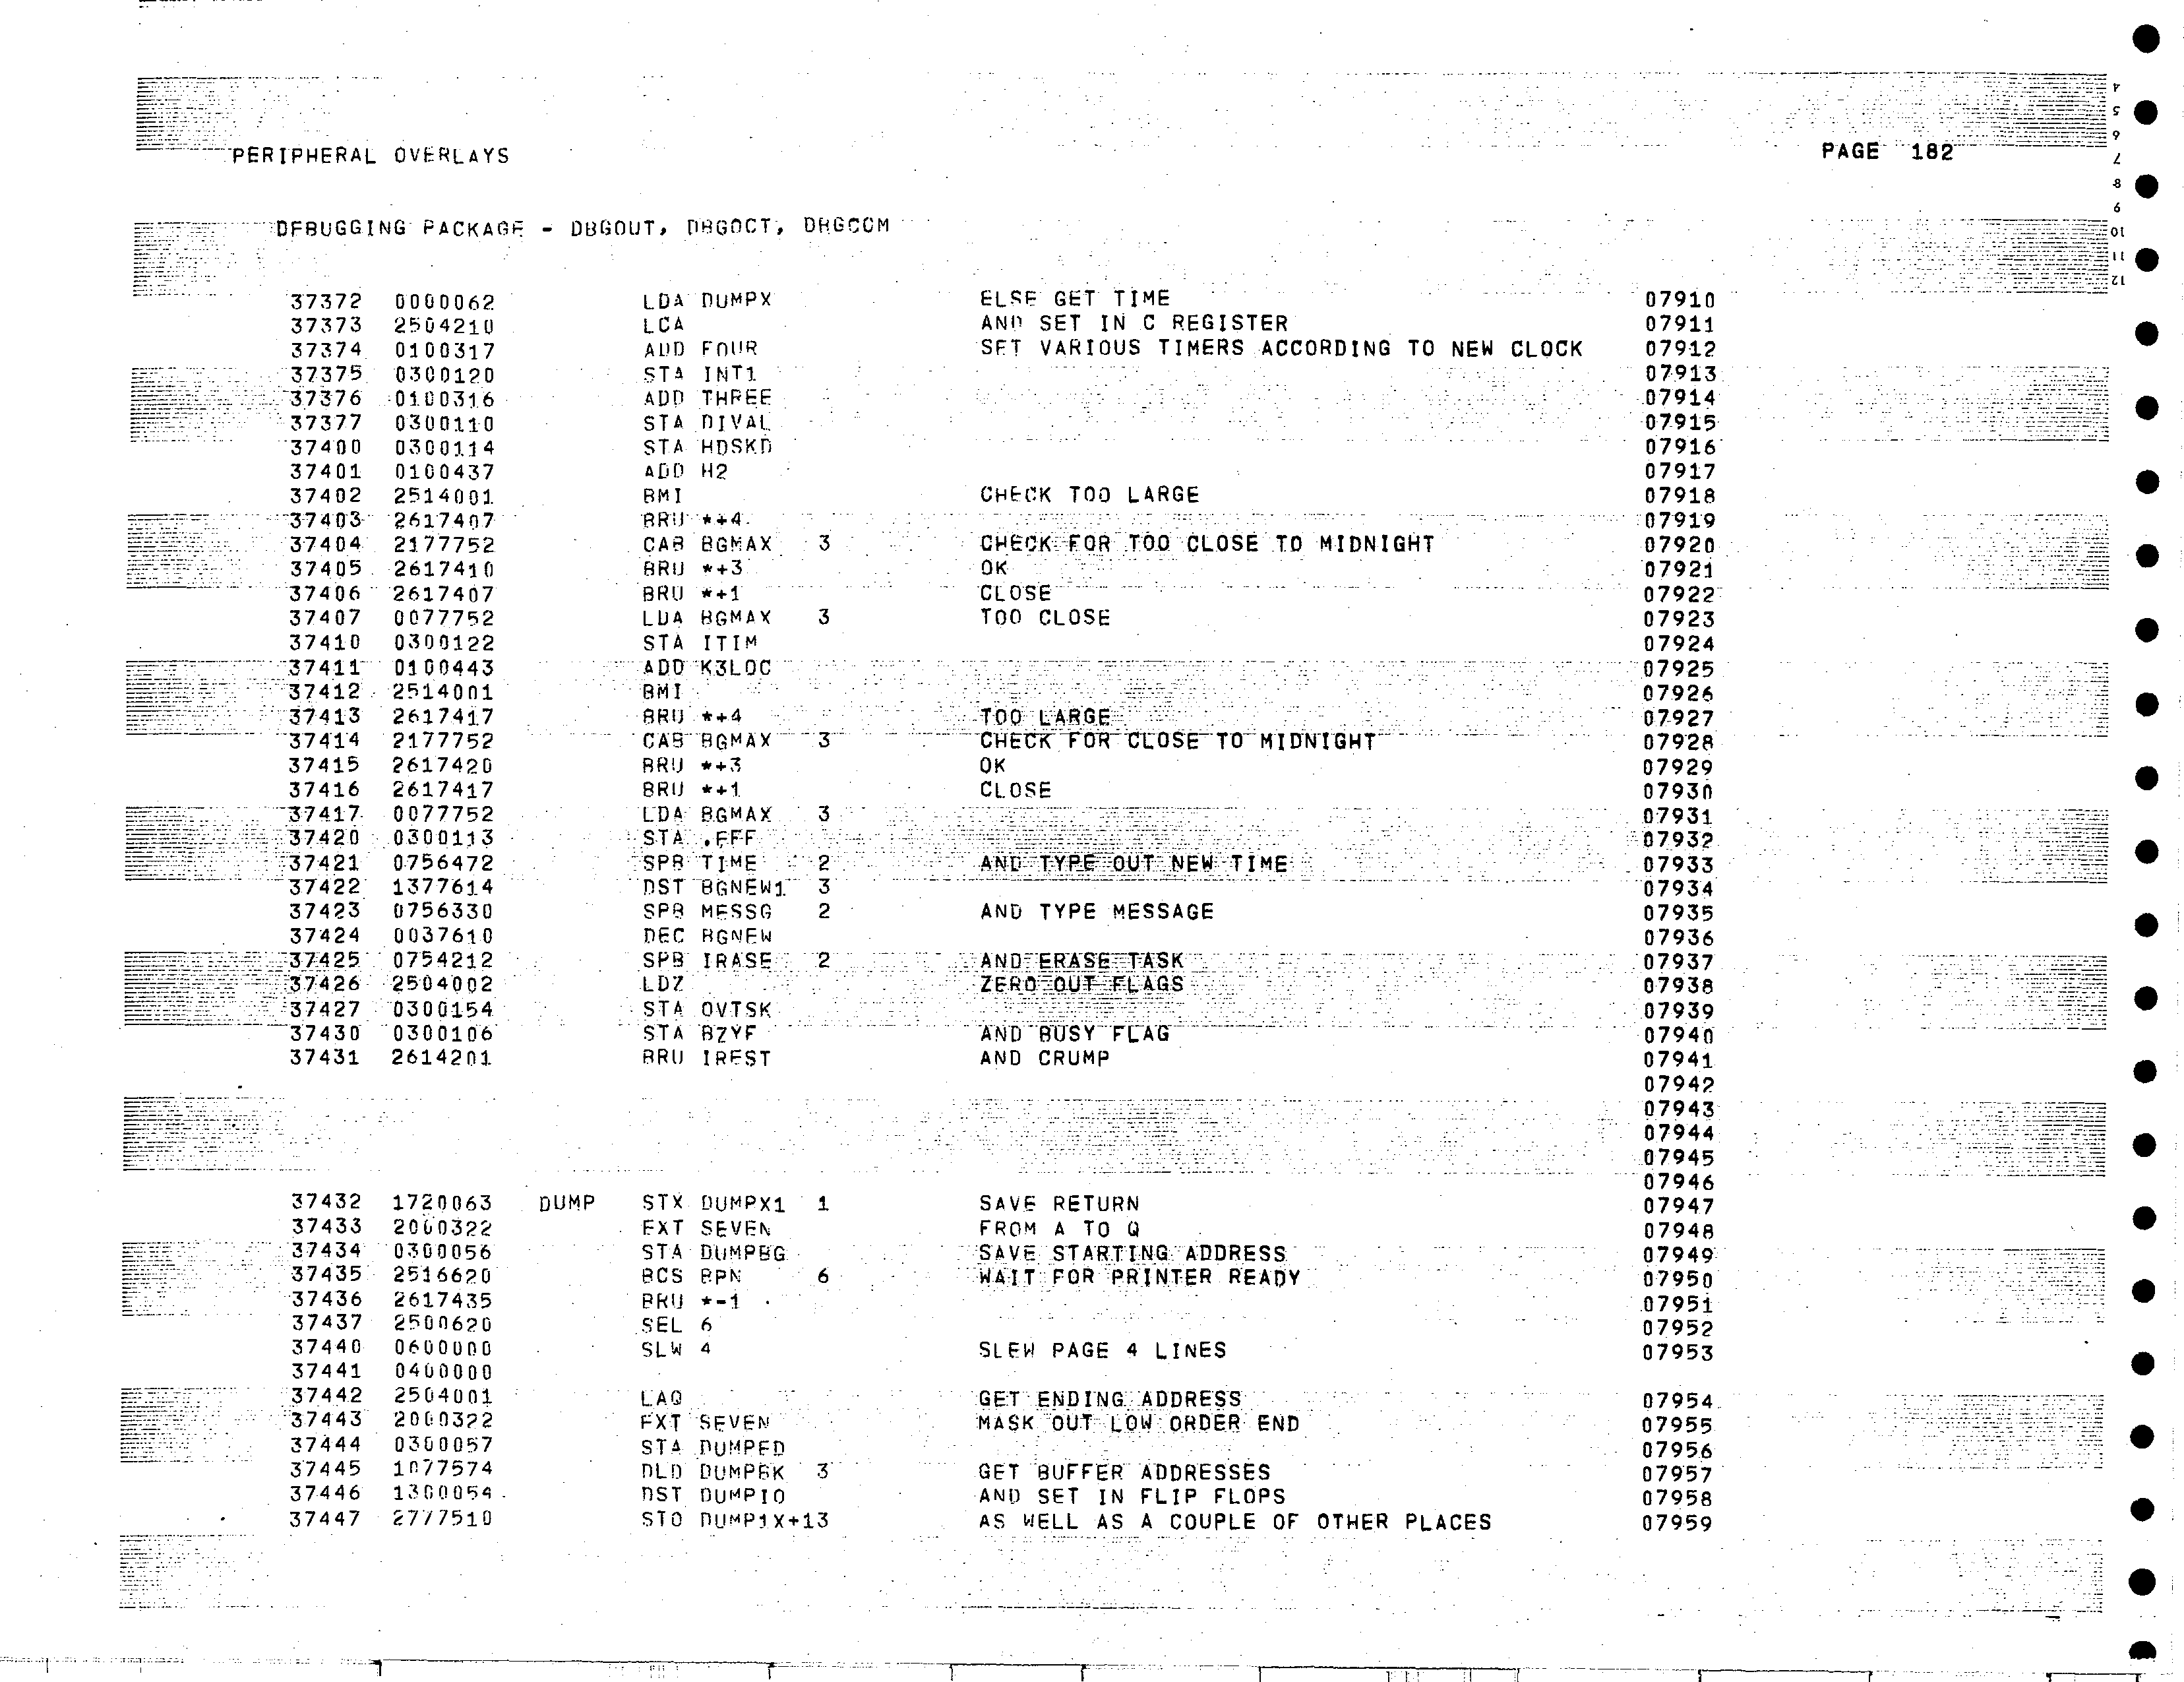 PERIPHERAL OVERLAYS PAGE 182
DEBUGGING PACKAGE - DBGOUT, DBGOCT, DBGCOM
37372 0000062 LDA DUMPX ELSE GET TIME 07910
37373 2504210 LCA AND SET IN C REGISTER 07911
37374 0100317 ADD FOUR SET VARIOUS TIMERS ACCORDING TO NEW CLOCK 07912
37375 0300120 STA INT1 07913
37376 0100316 ADD THREE 07914
37377 0300110 STA DIVAL 07915
37400 0300114 STA HDSKD 07916
37401 0100437 ADD H2 07917
37402 2514001 BMI CHECK TOO LARGE 07918
37403 2617407 BRU *+4 07919
37404 2177752 CAB BGMAX 3 CHECK FOR TOO CLOSE TO MIDNIGHT 07920
37405 2617410 BRU *+3 OK 07921
37406 2617407 BRU *+1 CLOSE 07922
37407 0077752 LDA BGMAX 3 TOO CLOSE 07923
37410 0300122 STA ITIM 07924
37411 0100443 ADD K3LOC 07925
37412 2514001 BMI 07926
37413 2617417 BRU *+4 TOO LARGE 07927
37414 2177752 CAB BGMAX 3 CHECK FOR CLOSE TO MIDNIGHT 07928
37415 2617420 BRU *+3 OK 07929
37416 2617417 BRU *+1 CLOSE 07930
37417 0077752 LDA BGMAX 3 07931
37420 0300113 STA .EFF 07932
37421 0756472 SPB TIME 2 AND TYPE OUT NEW TIME 07933
37422 1377614 DST BGNEW1 3 07934
37423 0756330 SPB MESSG 2 AND TYPE MESSAGE 07935
37424 0037610 DEC BGNEW 07936
37425 0754212 SPB IRASE 2 AND ERASE TASK 07937
37426 2504002 LDZ ZERO OUT FLAGS 07938
37427 0300154 STA OVTSK 07939
37430 0300106 STA BZYF AND BUSY FLAG 07940
37431 2614201 BRU IREST AND CRUMP 07941
07942
07943
07944
07945
07946
37432 1720063 DUMP STX DUMPX1 1 SAVE RETURN 07947
37433 2000322 EXT SEVEN FROM A TO Q 07948
37434 0300056 STA DUMPBG SAVE STARTING ADDRESS 07949
37435 2516620 BCS BPN 6 WAIT FOR PRINTER READY 07950
37436 2617435 BRU *-1 07951
37437 2500620 SEL 6 07952
37440 0600000 SLW 4 SLEW PAGE 4 LINES 07953
37441 0400000
37442 2504001 LAQ GET ENDING ADDRESS 07954
37443 2000322 EXT SEVEN MASK OUT LOW ORDER END 07955
37444 0300057 STA DUMPED 07956
37445 1077574 DLD DUMPBK 3 GET BUFFER ADDRESSES 07957
37446 1300054 DST DUMPIO AND SET IN FLIP FLOPS 07958
37447 2777510 STO DUMP1X+13 AS WELL AS A COUPLE OF OTHER PLACES 07959
4
5
6
7
8
9
10
11
12